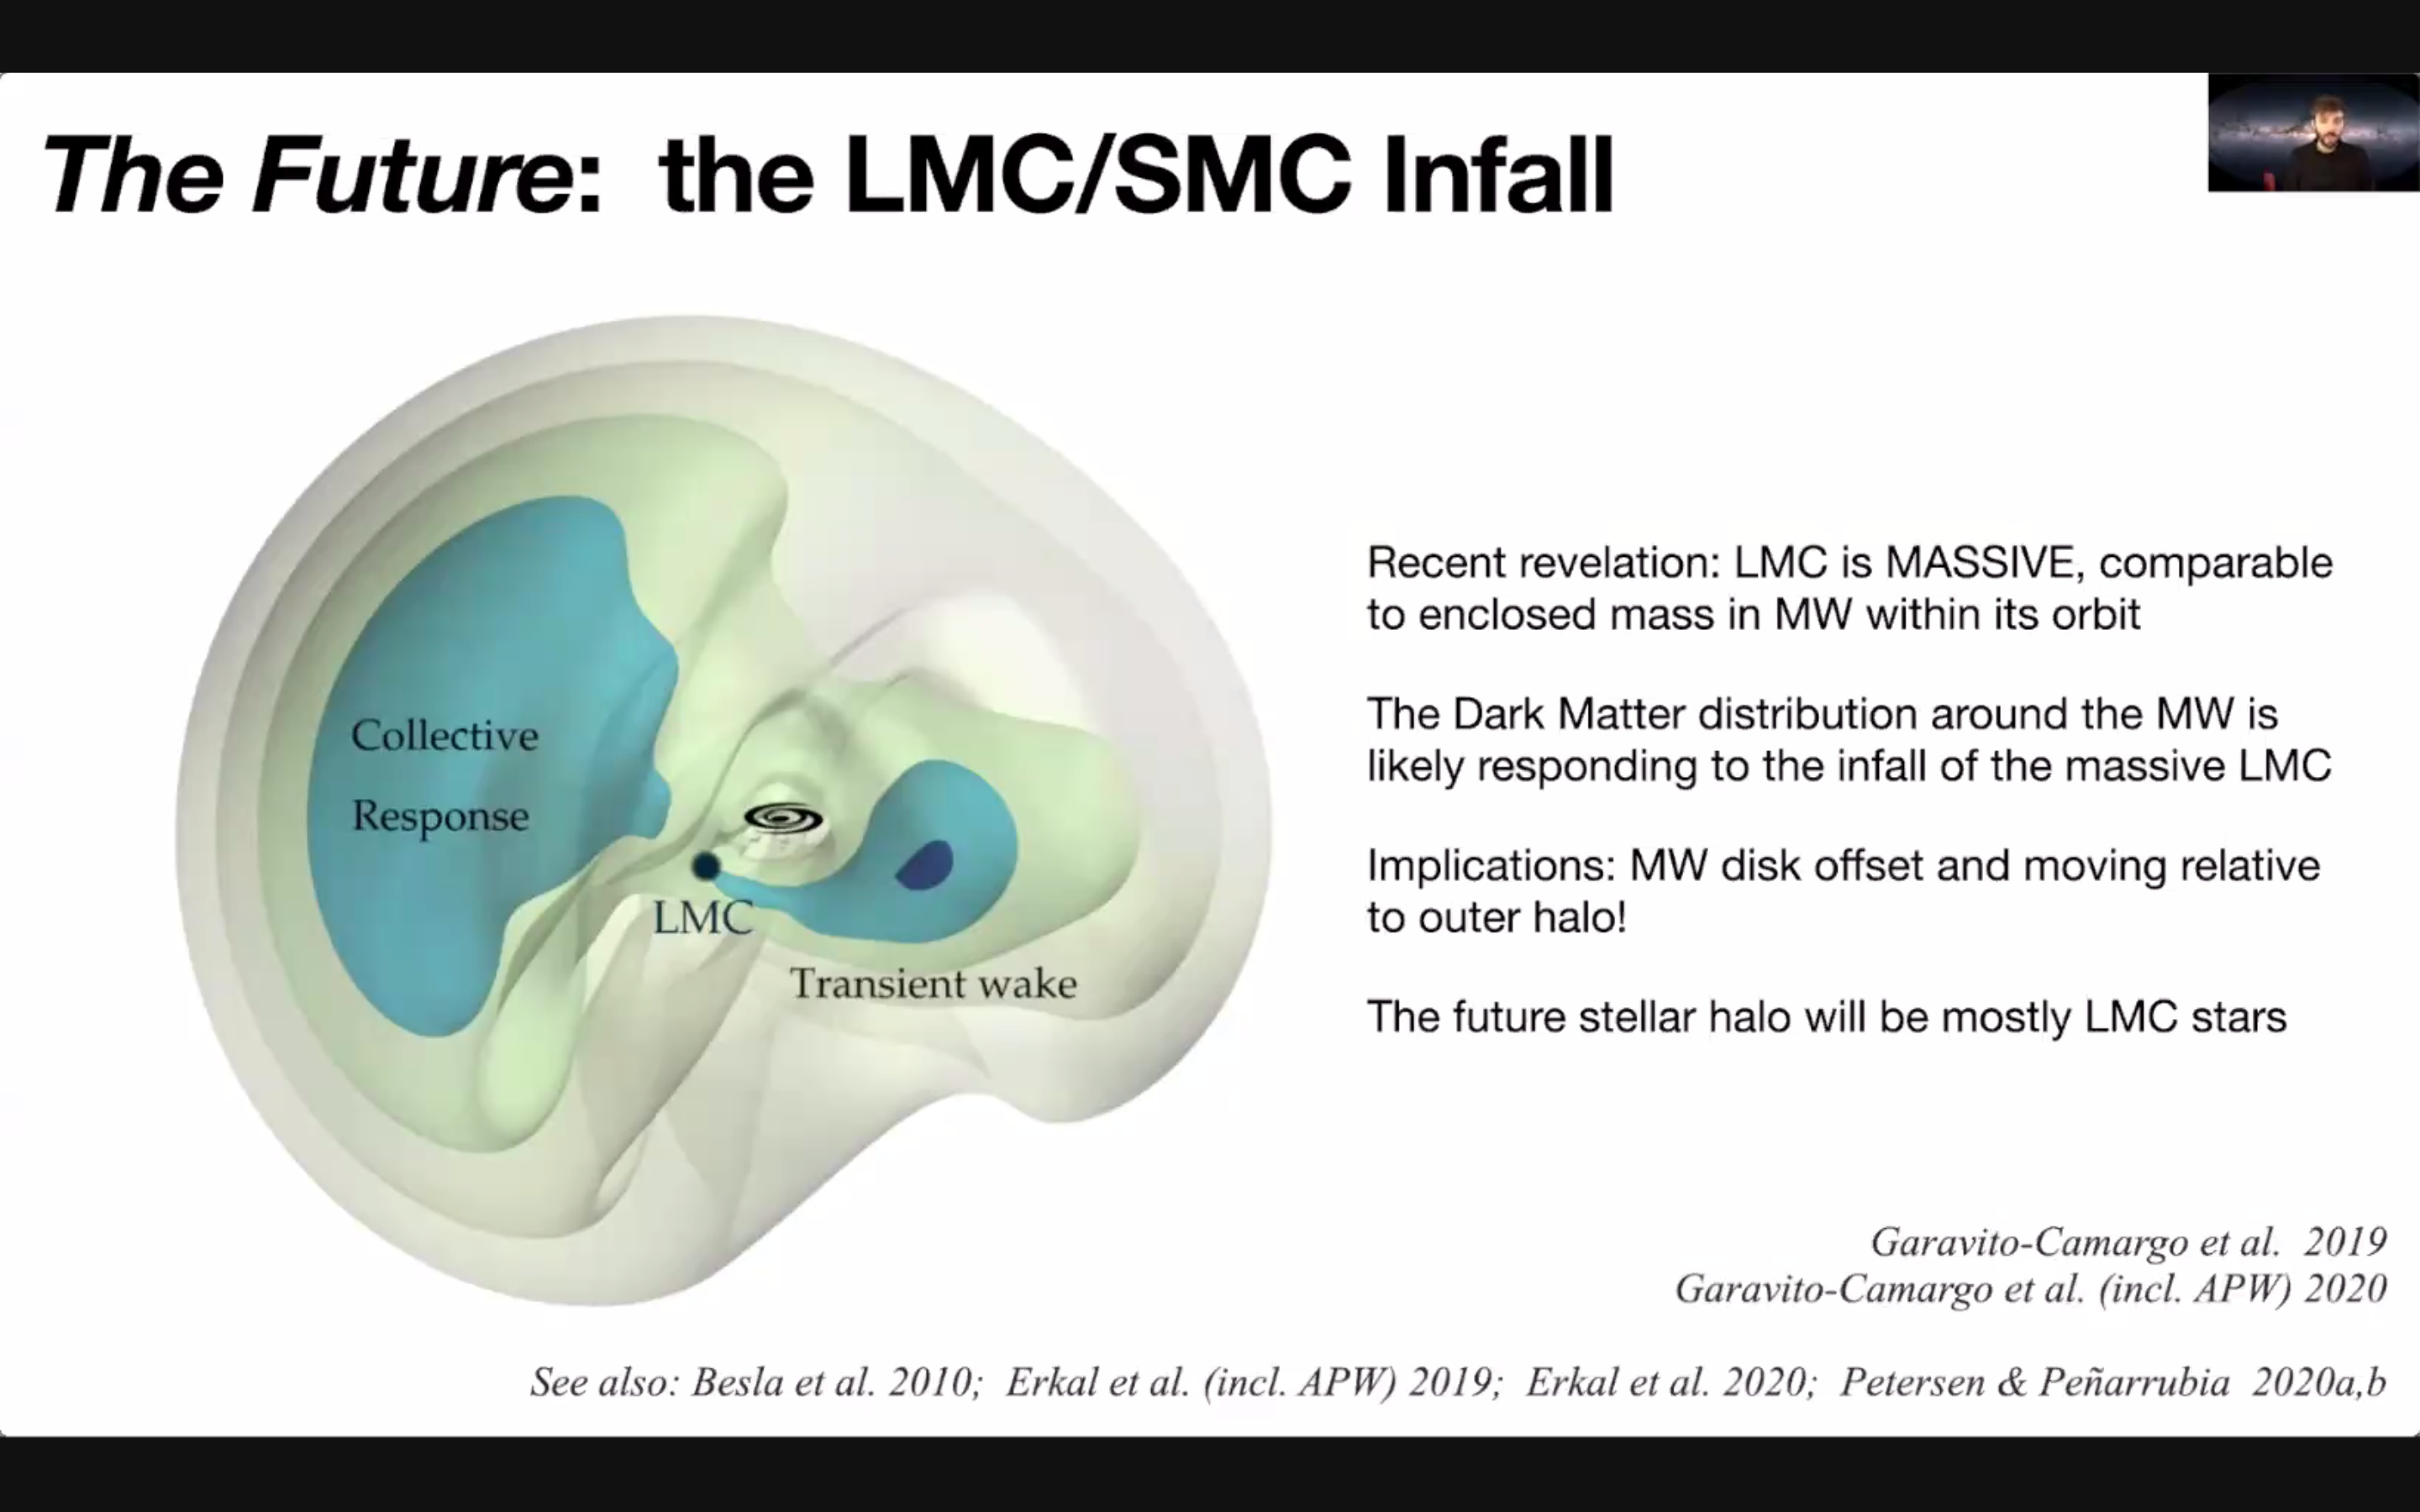 The Future: the LMC/SMC Infall
Collective
Response
LMC
Transient wake
Recent revelation: LMC is MASSIVE, comparable
to enclosed mass in MW within its orbit
The Dark Matter distribution around the MW is
likely responding to the infall of the massive LMC
Implications: MW disk offset and moving relative
to outer halo!
The future stellar halo will be mostly LMC stars
Garavito-Camargo et al. 2019
Garavito-Camargo et al. (incl. APW) 2020
See also: Besla et al. 2010; Erkal et al. (incl. APW) 2019; Erkal et al. 2020; Petersen & Peñarrubia 2020a,b